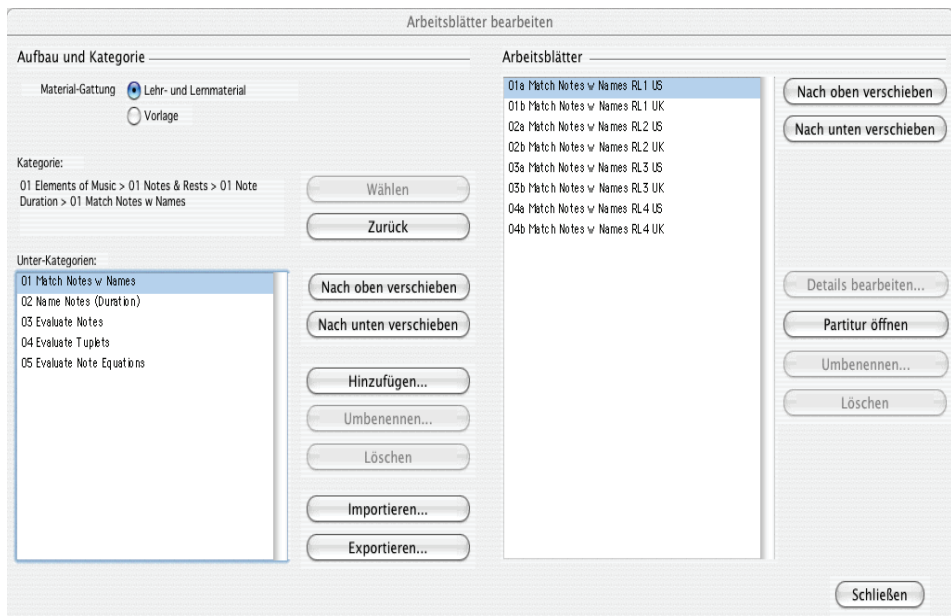 Arbeitsblätter bearbeiten
Aufbau und Kategorie
Material-Gattung
Lehr- und Lernmaterial
Vorlage
Kategorie:
01 Elements of Music > 01 Notes & Rests > 01 Note
Duration > 01 Match Notes w Names
Wählen
Zurück
Unter-Kategorien:
01 Match Notes w Names
02 Name Notes (Duration)
03 Evaluate Notes
04 Evaluate Tuplets
05 Evaluate Note Equations
Nach oben verschieben
Nach unten verschieben
Hinzufügen...
Umbenennen...
Löschen
Importieren...
Exportieren...
Arbeitsblätter
01a Match Notes w Names RL1 US
01b Match Notes w Names RL1 UK
02a Match Notes w Names RL2 US
02b Match Notes w Names RL2 UK
03a Match Notes w Names RL3 US
03b Match Notes w Names RL3 UK
04a Match Notes w Names RL4 US
04b Match Notes w Names RL4 UK
Nach oben verschieben
Nach unten verschieben
Details bearbeiten...
Partitur öffnen
Umbenennen...
Löschen
Schließen